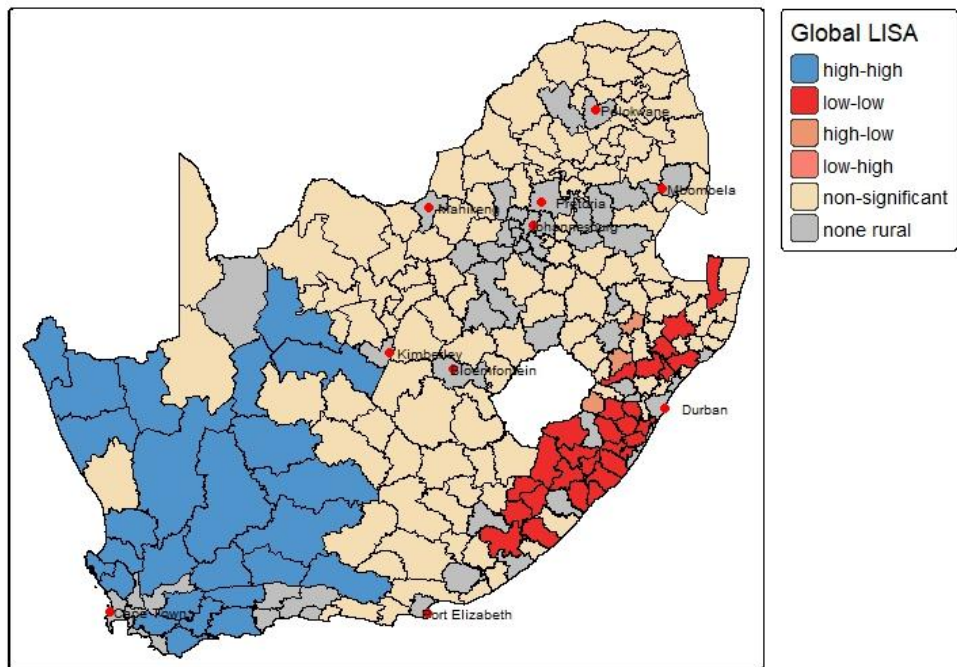 Global LISA
high-high
low-low
high-low
low-high
non-significant
none rural
Polokwane
Mbombela
Mahikeng
Pretoria
Johannesburg
Kimberley
Bloemfontein
Durban
Cape Town
Port Elizabeth